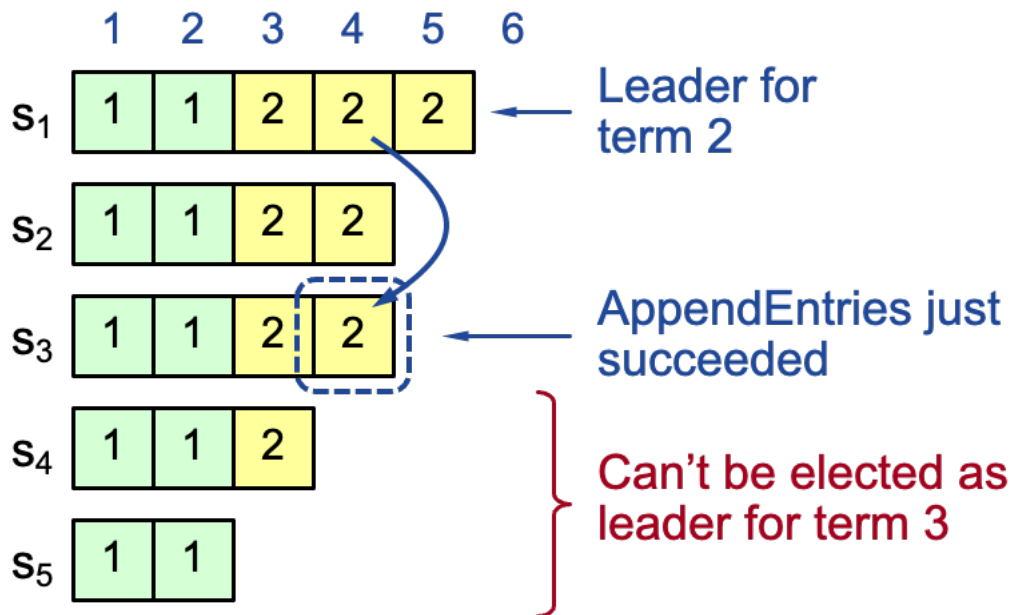 1 2 3 4 5 6
s1 1 1 2 2 2
Leader for
term 2
s2 1 1 2 2
s3 1 1 2 2
AppendEntries just
succeeded
s4 1 1 2
Can’t be elected as
leader for term 3
s5 1 1